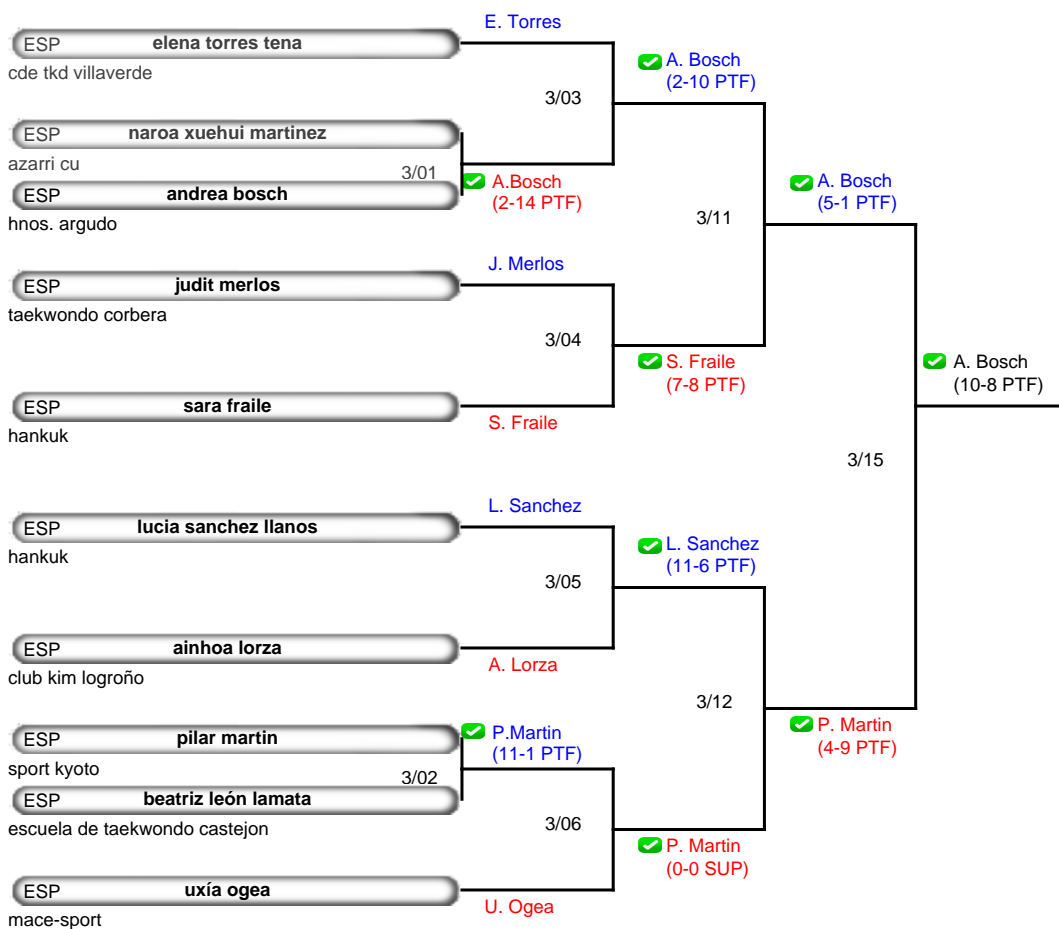 E. Torres
ESP elena torres tena
cde tkd villaverde
A. Bosch
(2-10 PTF)
3/03
ESP naroa xuehui martinez
azarri cu
3/01
ESP andrea bosch
hnos. argudo
A.Bosch
(2-14 PTF)
A. Bosch
(5-1 PTF)
3/11
J. Merlos
ESP judit merlos
taekwondo corbera
3/04
S. Fraile
(7-8 PTF)
A. Bosch
(10-8 PTF)
ESP sara fraile
hankuk
S. Fraile
3/15
L. Sanchez
ESP lucia sanchez llanos
hankuk
L. Sanchez
(11-6 PTF)
3/05
ESP ainhoa lorza
club kim logroño
A. Lorza
3/12
P. Martin
(4-9 PTF)
ESP pilar martin
sport kyoto
P.Martin
(11-1 PTF)
3/02
ESP beatriz león lamata
escuela de taekwondo castejon
3/06
P. Martin
(0-0 SUP)
ESP uxía ogea
mace-sport
U. Ogea